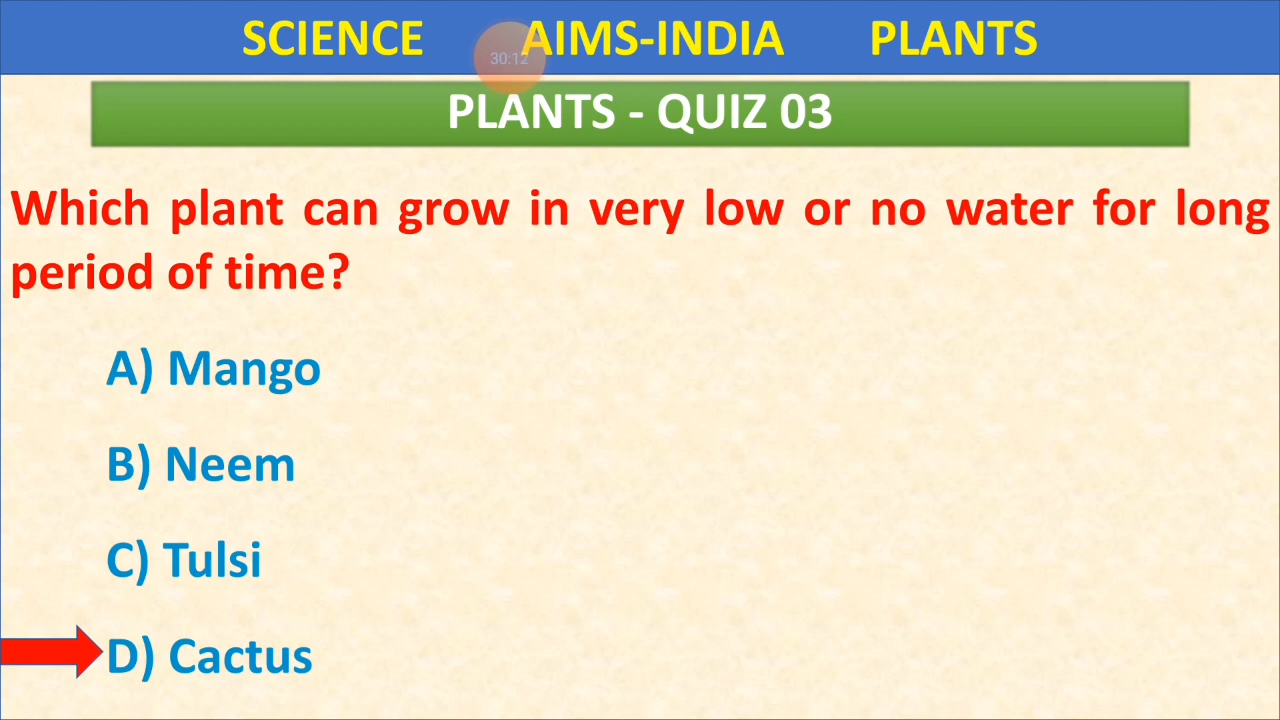 SCIENCE AIMS-INDIA PLANTS
30:12
PLANTS - QUIZ 03
Which plant can grow in very low or no water for long
period of time?
A) Mango
B) Neem
C) Tulsi
D) Cactus